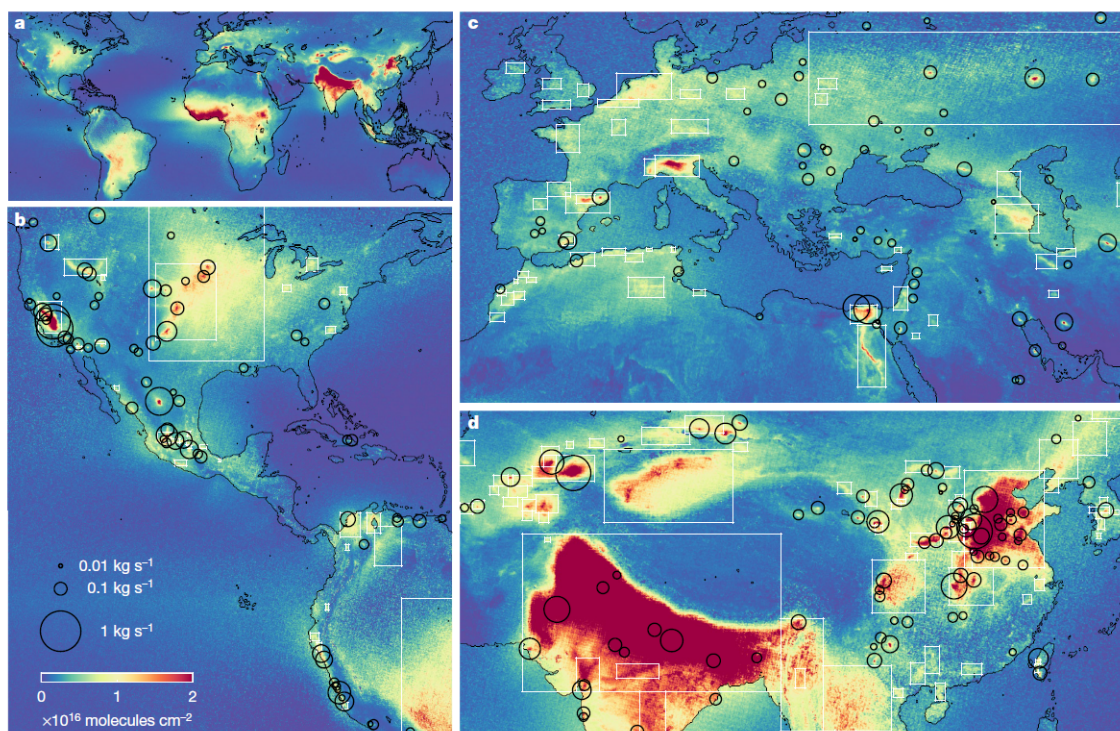 a
b
0.01 kg s⁻¹
0.1 kg s⁻¹
1 kg s⁻¹
0
1
2
×10¹⁶ molecules cm⁻²
c
d